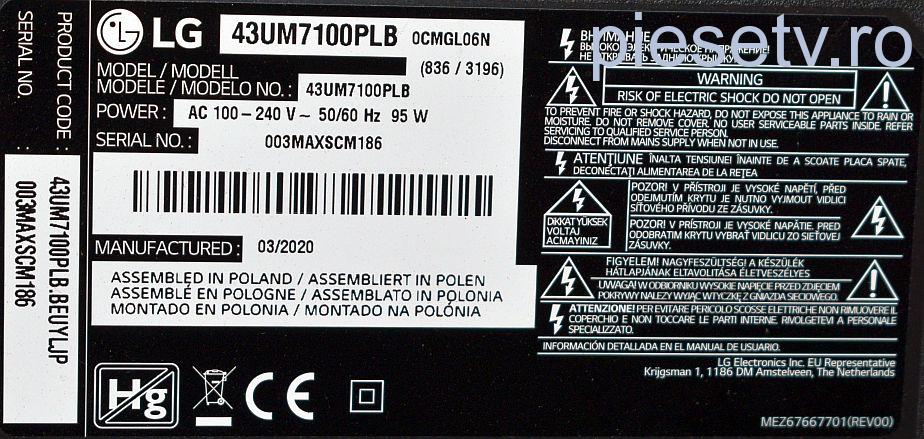 PRODUCT CODE :
SERIAL NO.
43UM7100PLB.BEUYLJP
003MAXSCM186
LG
43UM7100PLB 0CMGL06N
MODEL / MODELL
(836 / 3196)
MODELE / MODELO NO. : 43UM7100PLB
POWER : AC 100-240 V~ 50/60 Hz 95 W
SERIAL NO. : 003MAXSCM186
MANUFACTURED : 03/2020
ASSEMBLED IN POLAND / ASSEMBLIERT IN POLEN
ASSEMBLÉ EN POLOGNE / ASSEMBLATO IN POLONIA
MONTADO EN POLONIA / MONTADO NA POLÓNIA
Hg
CE
piesetv.ro
ВНИМАНИЕ
WARNING
RISK OF ELECTRIC SHOCK DO NOT OPEN
TO PREVENT FIRE OR SHOCK HAZARD, DO NOT EXPOSE THIS APPLIANCE TO RAIN OR
MOISTURE. DO NOT REMOVE COVER. NO USER SERVICEABLE PARTS INSIDE. REFER
SERVICING TO QUALIFIED SERVICE PERSON.
DISCONNECT FROM MAINS SUPPLY WHEN NOT IN USE.
ATENŢIUNE ÎNALTA TENSIUNE! ÎNAINTE DE A SCOATE PLACA SPATE,
DECONECTAŢI ALIMENTAREA DE LA REŢEA
DIKKAT YÜKSEK
VOLTAJ
AÇMAYINIZ
POZOR! V PŘÍSTROJI JE VYSOKÉ NAPĚTÍ, PŘED
ODEJMUTÍM KRYTU JE NUTNO VYJMOUT VIDLICI
SÍŤOVÉHO PŘÍVODU ZE ZÁSUVKY.
POZOR! V PRÍSTROJI JE VYSOKÉ NAPÄTIE. PRED
ODOBRATÍM KRYTU VYBRAŤ VIDLICU ZO SIEŤOVEJ
ZÁSUVKY.
FIGYELEM! NAGYFESZÜLTSÉG! A KÉSZÜLÉK
HÁTLAPJÁNAK ELTÁVOLÍTÁSA ÉLETVESZÉLYES
UWAGA! W ODBIORNIKU WYSOKIE NAPIĘCIE PRZED ZDJĘCIEM
POKRYWY NALEŻY WYJĄĆ WTYCZKĘ Z GNIAZDA SIECIOWEGO.
ATTENZIONE! PER EVITARE PERICOLO SCOSSE ELETTRICHE NON RIMUOVERE IL
COPERCHIO E NON TOCCARE LE PARTI INTERNE. RIVOLGETEVI A PERSONALE
SPECIALIZZATO.
INFORMACIÓN DETALLADA EN EL MANUAL DE USUARIO.
LG Electronics Inc. EU Representative
Krijgsman 1, 1186 DM Amstelveen, The Netherlands
MEZ67667701(REV00)